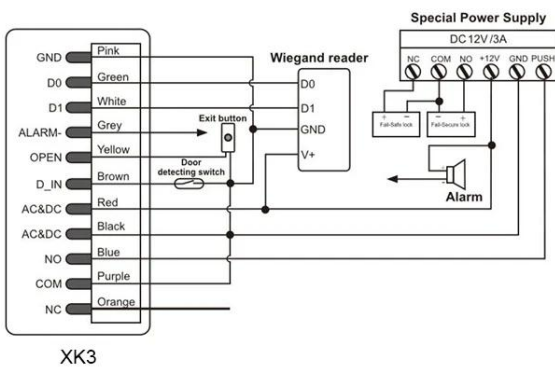 Special Power Supply
DC 12V /3A
NC COM NO +12V GND PUSH
+ - - +
Fail-Safe lock Fail-Secure lock
Alarm
Wiegand reader
D0
D1
GND
V+
Exit button
Door
detecting switch
GND Pink
D0 Green
D1 White
ALARM- Grey
OPEN Yellow
D_IN Brown
AC&DC Red
AC&DC Black
NO Blue
COM Purple
NC Orange
XK3